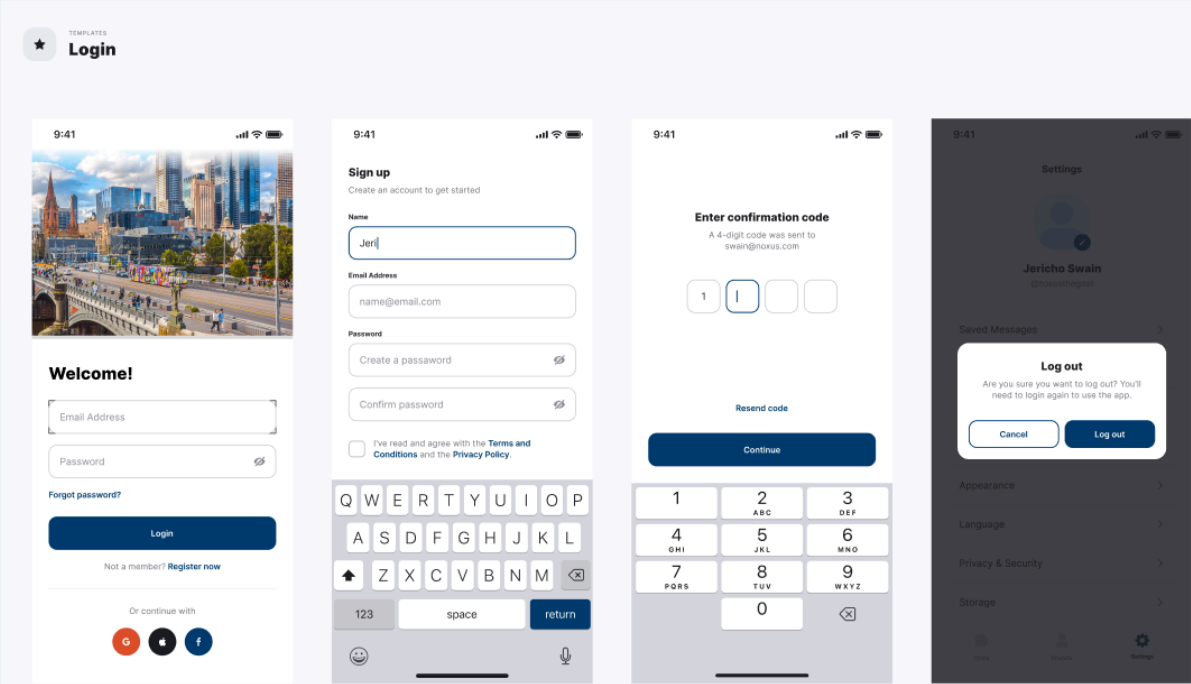 TEMPLATES
Login
9:41
Welcome!
Email Address
Password
Forgot password?
Login
Not a member? Register now
Or continue with
G
f
9:41
Sign up
Create an account to get started
Name
Jeri
Email Address
name@email.com
Password
Create a passaword
Confirm password
I've read and agree with the Terms and
Conditions and the Privacy Policy.
Q W E R T Y U I O P
A S D F G H J K L
Z X C V B N M
123 space return
9:41
Enter confirmation code
A 4-digit code was sent to
swain@noxus.com
1
Resend code
Continue
1 2 3
ABC DEF
4 5 6
GHI JKL MNO
7 8 9
PQRS TUV WXYZ
0
9:41
Settings
Jericho Swain
Saved Messages
Log out
Are you sure you want to log out? You'll
need to login again to use the app.
Cancel Log out
Appearance
Language
Privacy & Security
Storage
Settings